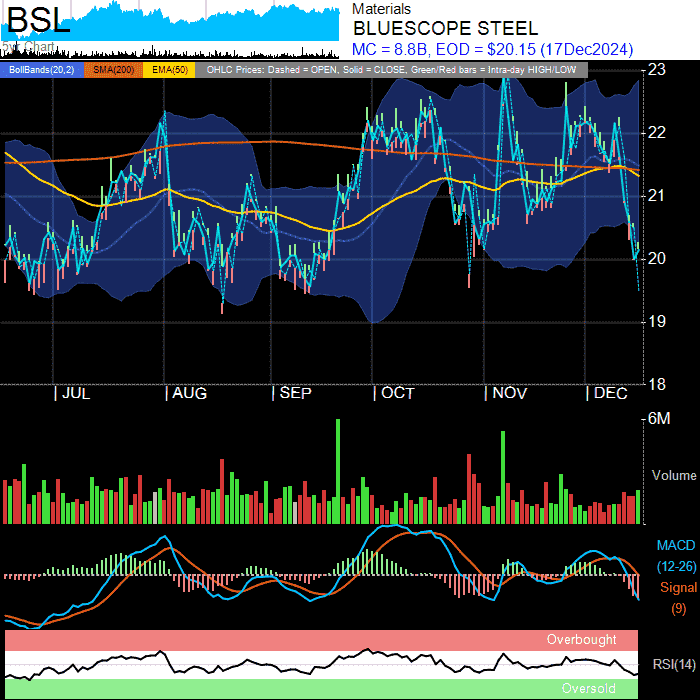 BSL
Materials
BLUESCOPE STEEL
MC = 8.8B, EOD = $20.15 (17Dec2024)
Chart
BollBands(20,2) SMA(200) EMA(50) OHLC Prices: Dashed = OPEN, Solid = CLOSE, Green/Red bars = Intra-day HIGH/LOW
23
22
21
20
19
18
JUL AUG SEP OCT NOV DEC
6M
Volume
MACD
(12-26)
Signal
(9)
Overbought
RSI(14)
Oversold